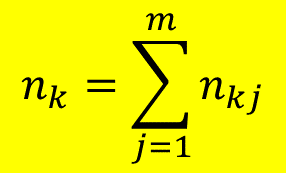 n_k = \sum_{j=1}^{m} n_{kj}